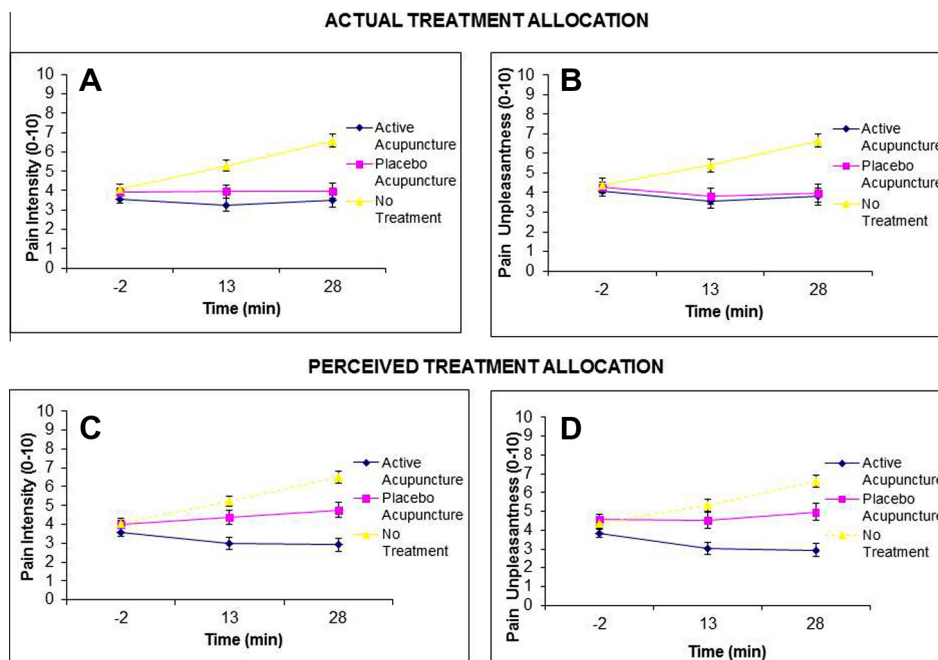 ACTUAL TREATMENT ALLOCATION
A
Pain Intensity (0-10)
10
9
8
7
6
5
4
3
2
1
0
-2 13 28
Time (min)
Active
Acupuncture
Placebo
Acupuncture
No
Treatment
B
Pain Unpleasantness (0-10)
10
9
8
7
6
5
4
3
2
1
0
-2 13 28
Time (min)
Active
Acupuncture
Placebo
Acupuncture
No
Treatment
PERCEIVED TREATMENT ALLOCATION
C
Pain Intensity (0-10)
10
9
8
7
6
5
4
3
2
1
0
-2 13 28
Time (min)
Active
Acupuncture
Placebo
Acupuncture
No
Treatment
D
Pain Unpleasantness (0-10)
10
9
8
7
6
5
4
3
2
1
0
-2 13 28
Time (min)
Active
Acupuncture
Placebo
Acupuncture
No
Treatment